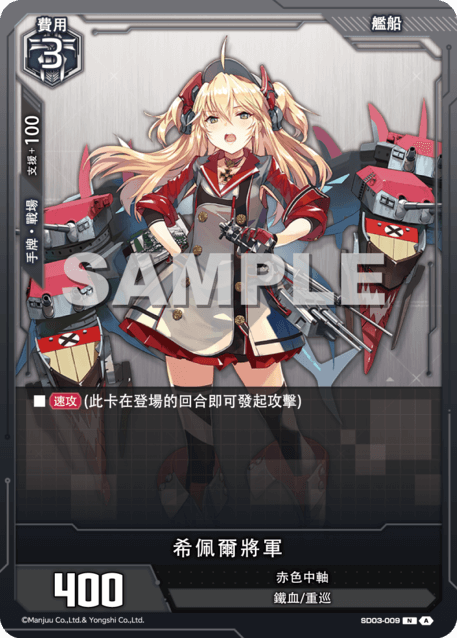 費用
3
艦船
支援+100
手牌・戰場
SAMPLE
■ 速攻 (此卡在登場的回合即可發起攻擊)
希佩爾將軍
400
赤色中軸
鐵血/重巡
©Manjuu Co.,Ltd.& Yongshi Co.,Ltd.
SD03-009 N A